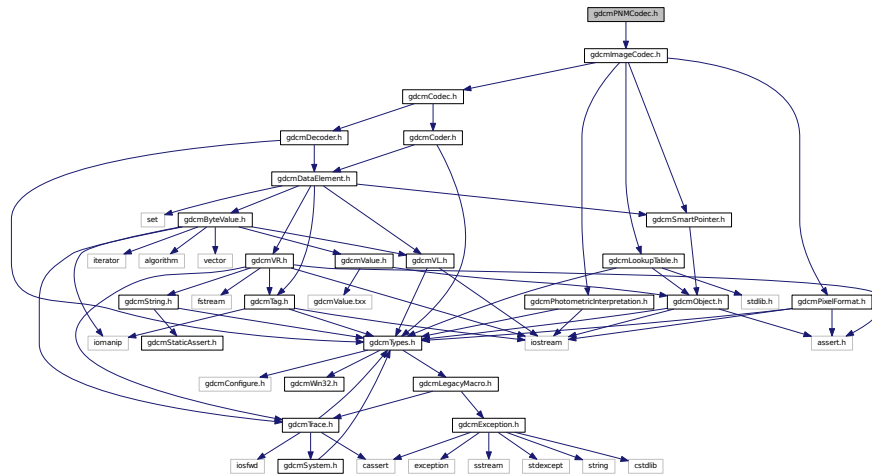 gdcmPNMCodec.h
gdcmImageCodec.h
gdcmCodec.h
gdcmDecoder.h
gdcmCoder.h
gdcmDataElement.h
set
gdcmByteValue.h
gdcmSmartPointer.h
iterator
algorithm
vector
gdcmVR.h
gdcmValue.h
gdcmVL.h
gdcmLookupTable.h
gdcmString.h
fstream
gdcmTag.h
gdcmValue.txx
gdcmPhotometricInterpretation.h
gdcmObject.h
stdlib.h
gdcmPixelFormat.h
iomanip
gdcmStaticAssert.h
gdcmTypes.h
iostream
assert.h
gdcmConfigure.h
gdcmWin32.h
gdcmLegacyMacro.h
gdcmTrace.h
gdcmException.h
iosfwd
gdcmSystem.h
cassert
exception
sstream
stdexcept
string
cstdlib